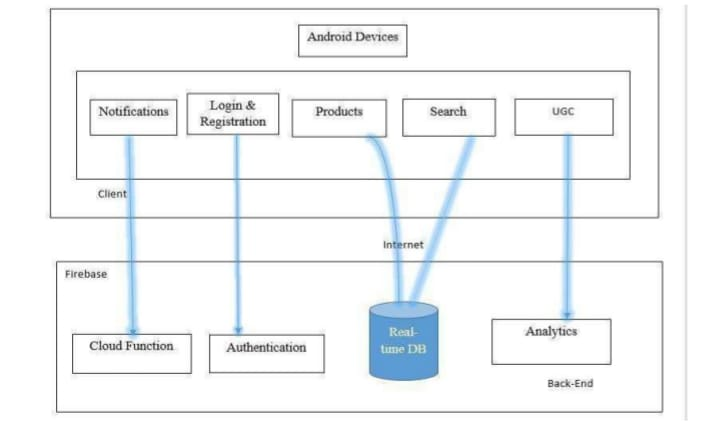 Android Devices
Notifications
Login &
Registration
Products
Search
UGC
Client
Internet
Firebase
Cloud Function
Authentication
Real-
time DB
Analytics
Back-End